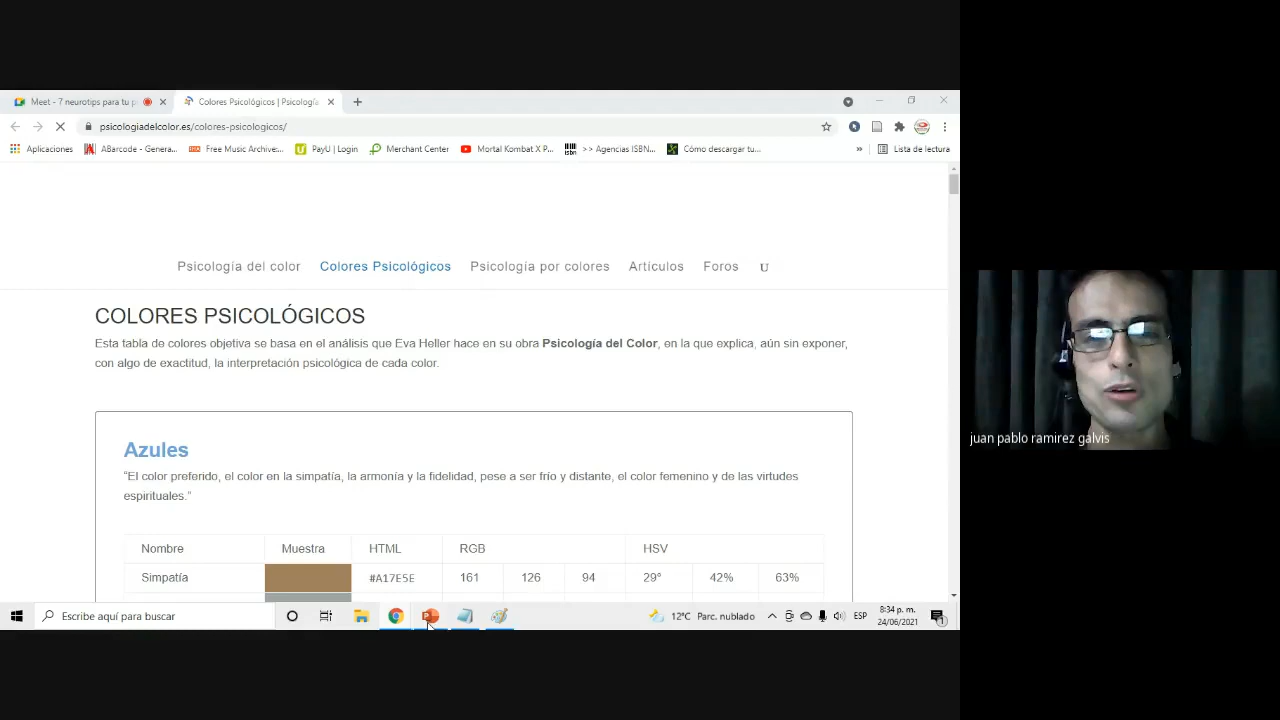 Meet - 7 neurotips para tu p
Colores Psicológicos | Psicología
psicologiadelcolor.es/colores-psicologicos/
Aplicaciones
ABarcode - Genera...
Free Music Archive...
PayU | Login
Merchant Center
Mortal Kombat X P...
>> Agencias ISBN...
Cómo descargar tu...
»
Lista de lectura
Psicología del color
Colores Psicológicos
Psicología por colores
Artículos
Foros
U
COLORES PSICOLÓGICOS
Esta tabla de colores objetiva se basa en el análisis que Eva Heller hace en su obra Psicología del Color, en la que explica, aún sin exponer,
con algo de exactitud, la interpretación psicológica de cada color.
Azules
“El color preferido, el color en la simpatía, la armonía y la fidelidad, pese a ser frío y distante, el color femenino y de las virtudes
espirituales.”
Nombre Muestra HTML RGB HSV
Simpatía #A17E5E 161 126 94 29° 42% 63%
juan pablo ramirez galvis
Escribe aquí para buscar
12°C Parc. nublado
ESP
8:34 p. m.
24/06/2021